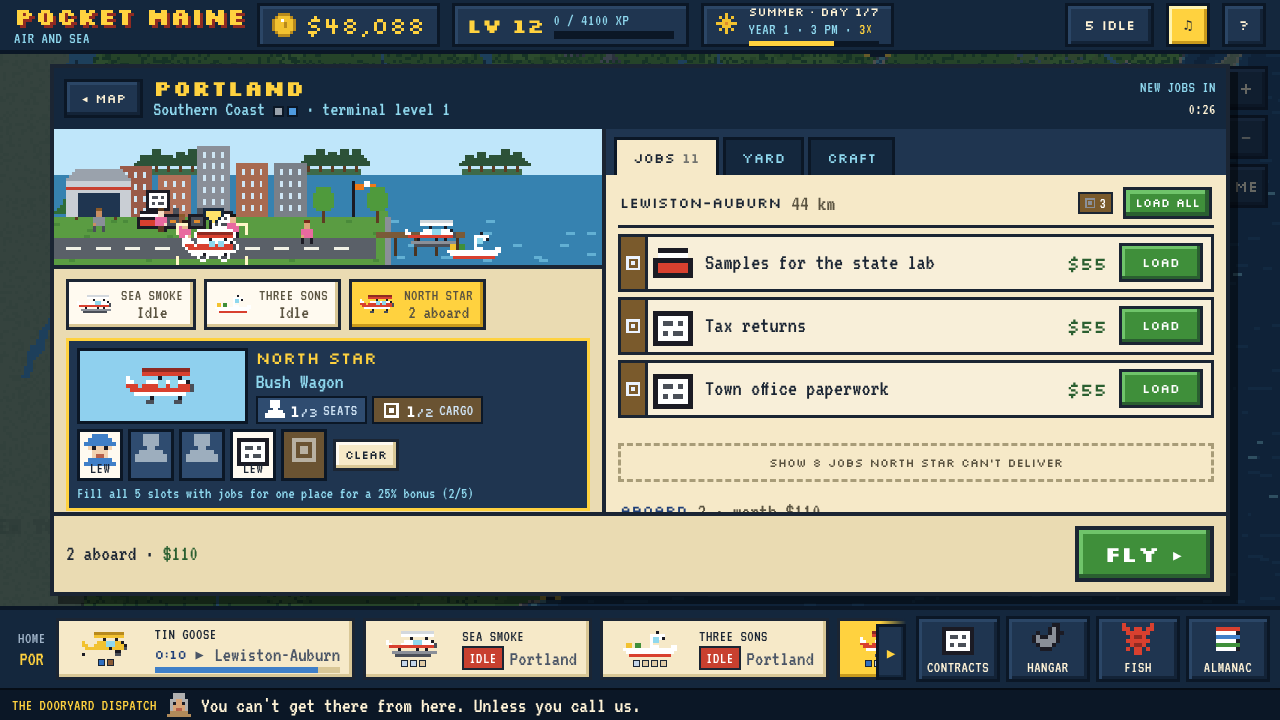 POCKET MAINE
AIR AND SEA
$48,088
LV 12
0 / 4100 XP
SUMMER · DAY 1/7
YEAR 1 · 3 PM · 3X
5 IDLE
♫
?
◂ MAP
PORTLAND
Southern Coast · terminal level 1
NEW JOBS IN
0:26
+
-
ME
JOBS 11
YARD
CRAFT
LEWISTON-AUBURN 44 km
3
LOAD ALL
Samples for the state lab
$55
LOAD
Tax returns
$55
LOAD
Town office paperwork
$55
LOAD
SHOW 8 JOBS NORTH STAR CAN'T DELIVER
ABOARD 2 · worth $110
SEA SMOKE
Idle
THREE SONS
Idle
NORTH STAR
2 aboard
NORTH STAR
Bush Wagon
1/3 SEATS
1/2 CARGO
LEW
LEW
CLEAR
Fill all 5 slots with jobs for one place for a 25% bonus (2/5)
2 aboard · $110
FLY ▸
HOME
POR
TIN GOOSE
0:10 ▶ Lewiston-Auburn
SEA SMOKE
IDLE Portland
THREE SONS
IDLE Portland
▶
CONTRACTS
HANGAR
FISH
ALMANAC
THE DOORYARD DISPATCH
You can't get there from here. Unless you call us.